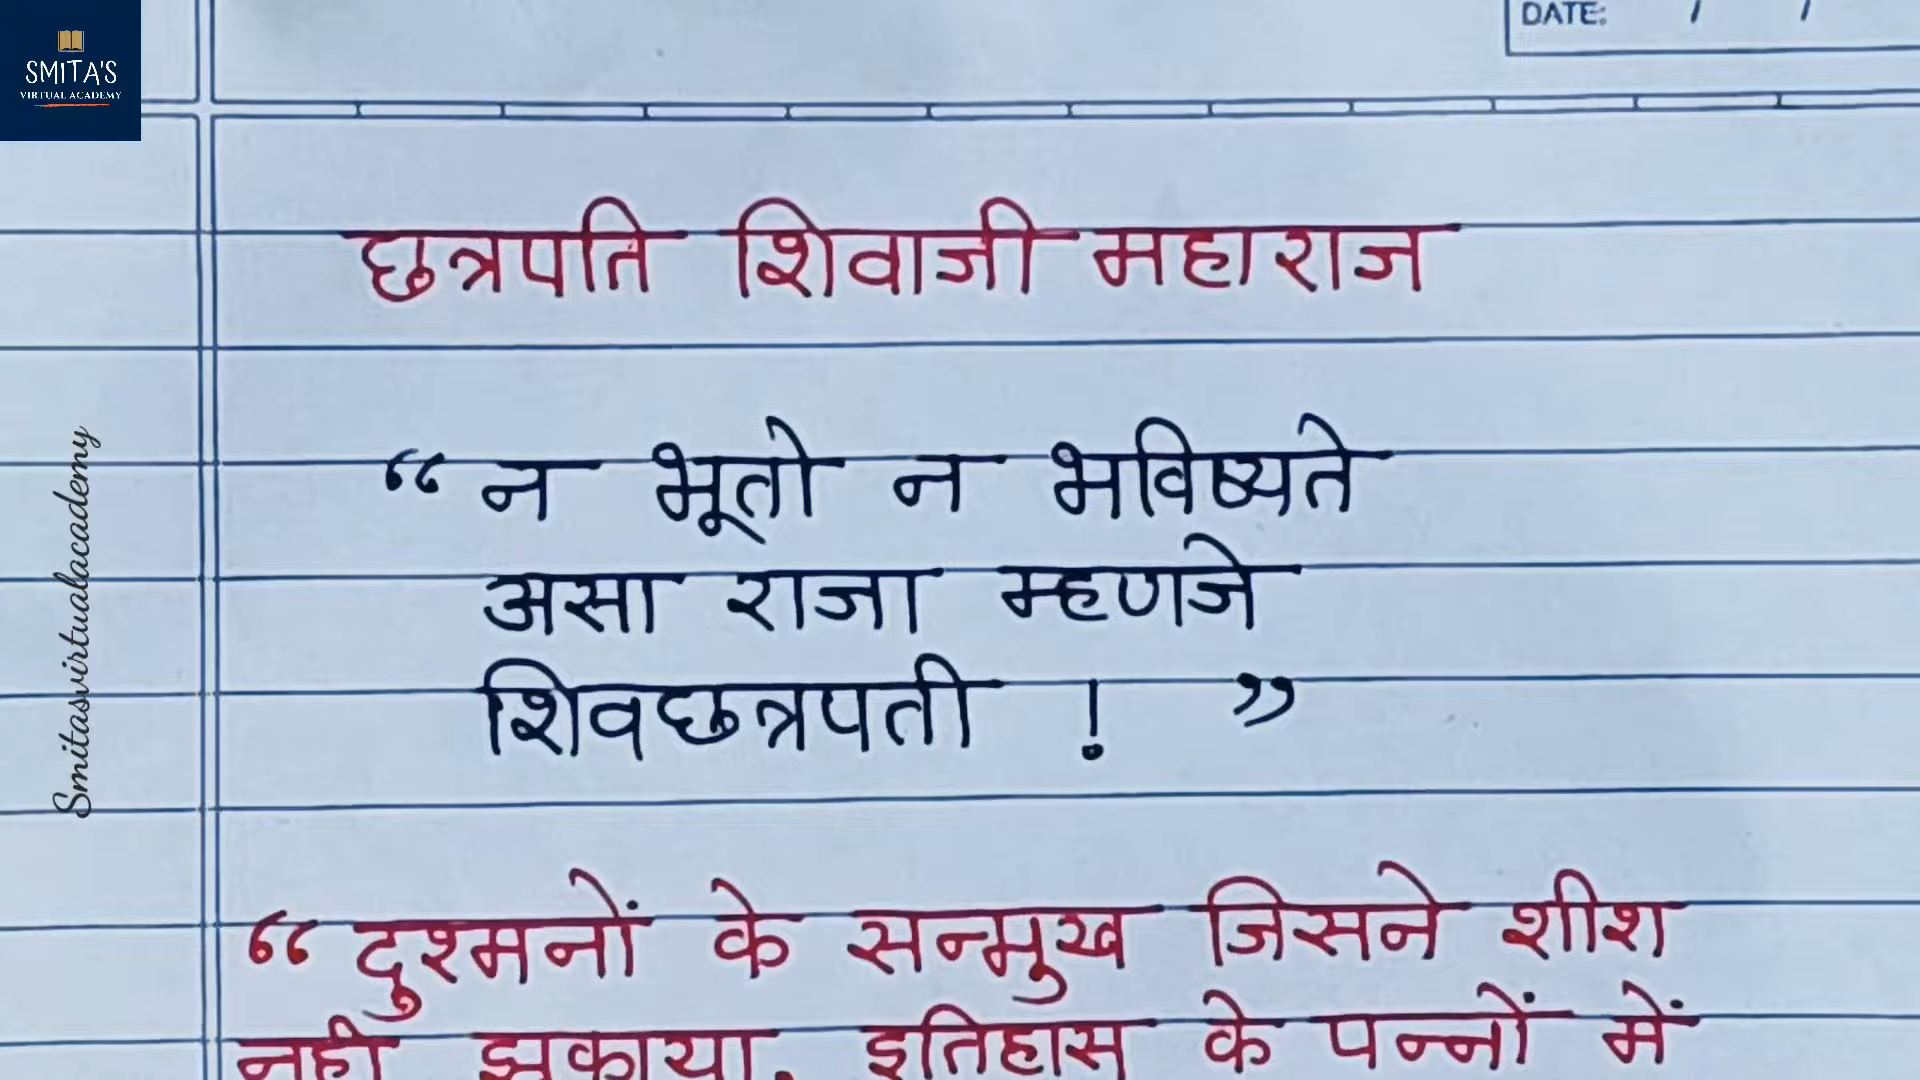 SMITA'S
VIRTUAL ACADEMY
DATE: / /
छत्रपति शिवाजी महाराज
“ न भूतो न भविष्यते
असा राजा म्हणजे
शिवछत्रपती ! ”
Smitasvirtualacademy
“ दुश्मनों के सन्मुख जिसने शीश
नही झुकाया, इतिहास के पन्नों में